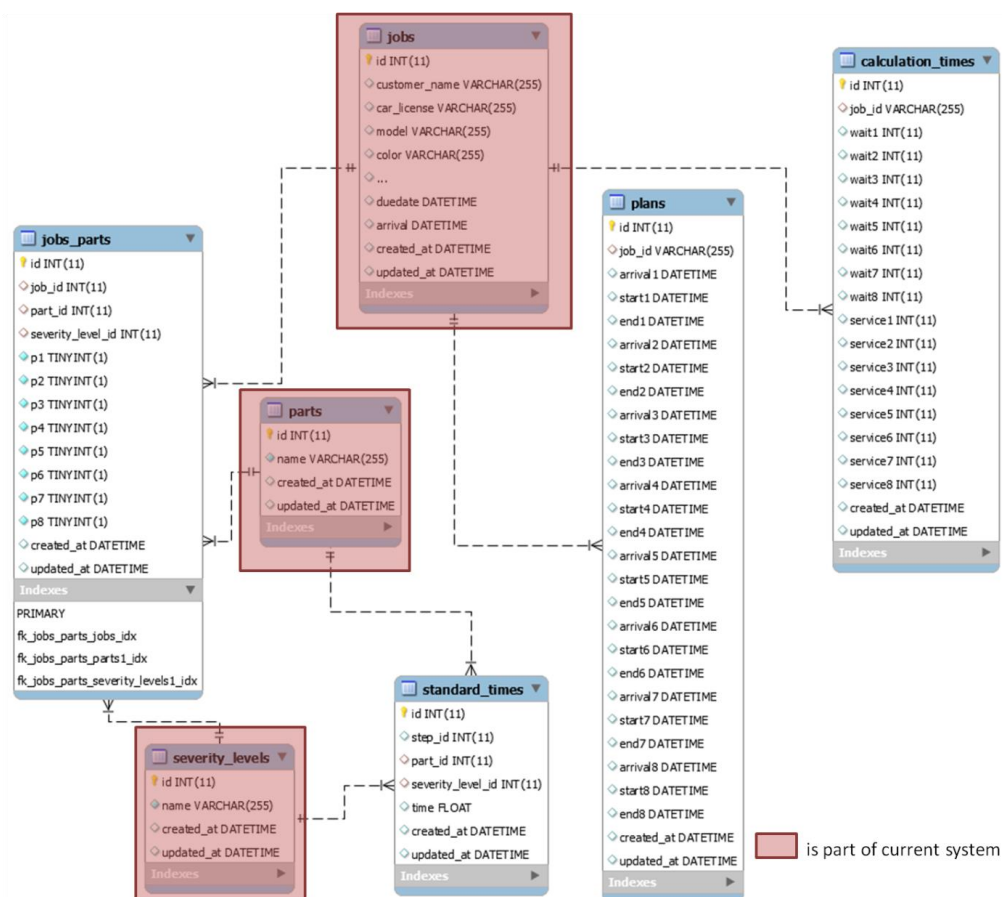 jobs
id INT(11)
customer_name VARCHAR(255)
car_license VARCHAR(255)
model VARCHAR(255)
color VARCHAR(255)
...
duedate DATETIME
arrival DATETIME
created_at DATETIME
updated_at DATETIME
Indexes
calculation_times
id INT(11)
job_id VARCHAR(255)
wait1 INT(11)
wait2 INT(11)
wait3 INT(11)
wait4 INT(11)
wait5 INT(11)
wait6 INT(11)
wait7 INT(11)
wait8 INT(11)
service1 INT(11)
service2 INT(11)
service3 INT(11)
service4 INT(11)
service5 INT(11)
service6 INT(11)
service7 INT(11)
service8 INT(11)
created_at DATETIME
updated_at DATETIME
Indexes
plans
id INT(11)
job_id VARCHAR(255)
arrival1 DATETIME
start1 DATETIME
end1 DATETIME
arrival2 DATETIME
start2 DATETIME
end2 DATETIME
arrival3 DATETIME
start3 DATETIME
end3 DATETIME
arrival4 DATETIME
start4 DATETIME
end4 DATETIME
arrival5 DATETIME
start5 DATETIME
end5 DATETIME
arrival6 DATETIME
start6 DATETIME
end6 DATETIME
arrival7 DATETIME
start7 DATETIME
end7 DATETIME
arrival8 DATETIME
start8 DATETIME
end8 DATETIME
created_at DATETIME
updated_at DATETIME
Indexes
jobs_parts
id INT(11)
job_id INT(11)
part_id INT(11)
severity_level_id INT(11)
p1 TINYINT(1)
p2 TINYINT(1)
p3 TINYINT(1)
p4 TINYINT(1)
p5 TINYINT(1)
p6 TINYINT(1)
p7 TINYINT(1)
p8 TINYINT(1)
created_at DATETIME
updated_at DATETIME
Indexes
PRIMARY
fk_jobs_parts_jobs_idx
fk_jobs_parts_parts1_idx
fk_jobs_parts_severity_levels1_idx
parts
id INT(11)
name VARCHAR(255)
created_at DATETIME
updated_at DATETIME
Indexes
standard_times
id INT(11)
step_id INT(11)
part_id INT(11)
severity_level_id INT(11)
time FLOAT
created_at DATETIME
updated_at DATETIME
Indexes
severity_levels
id INT(11)
name VARCHAR(255)
created_at DATETIME
updated_at DATETIME
Indexes
is part of current system